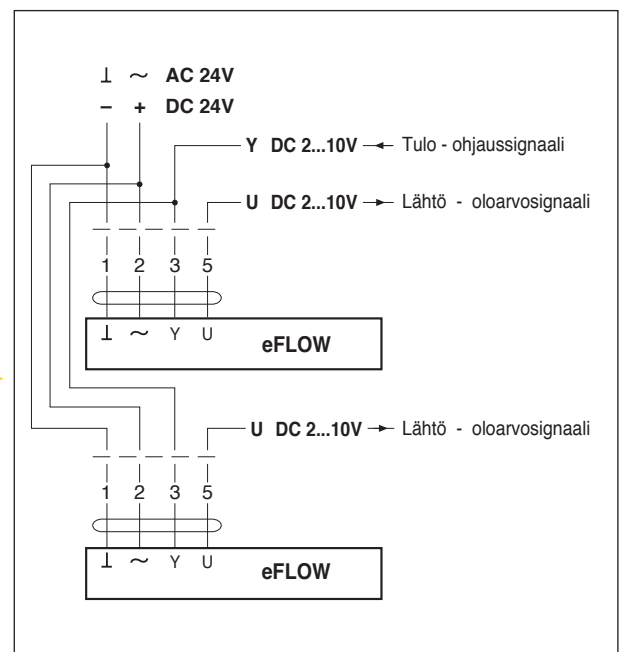 ⊥ ~ AC 24V
– + DC 24V
Y DC 2...10V Tulo - ohjaussignaali
U DC 2...10V Lähtö - oloarvosignaali
1 2 3 5
⊥ ~ Y U
eFLOW
U DC 2...10V Lähtö - oloarvosignaali
1 2 3 5
⊥ ~ Y U
eFLOW